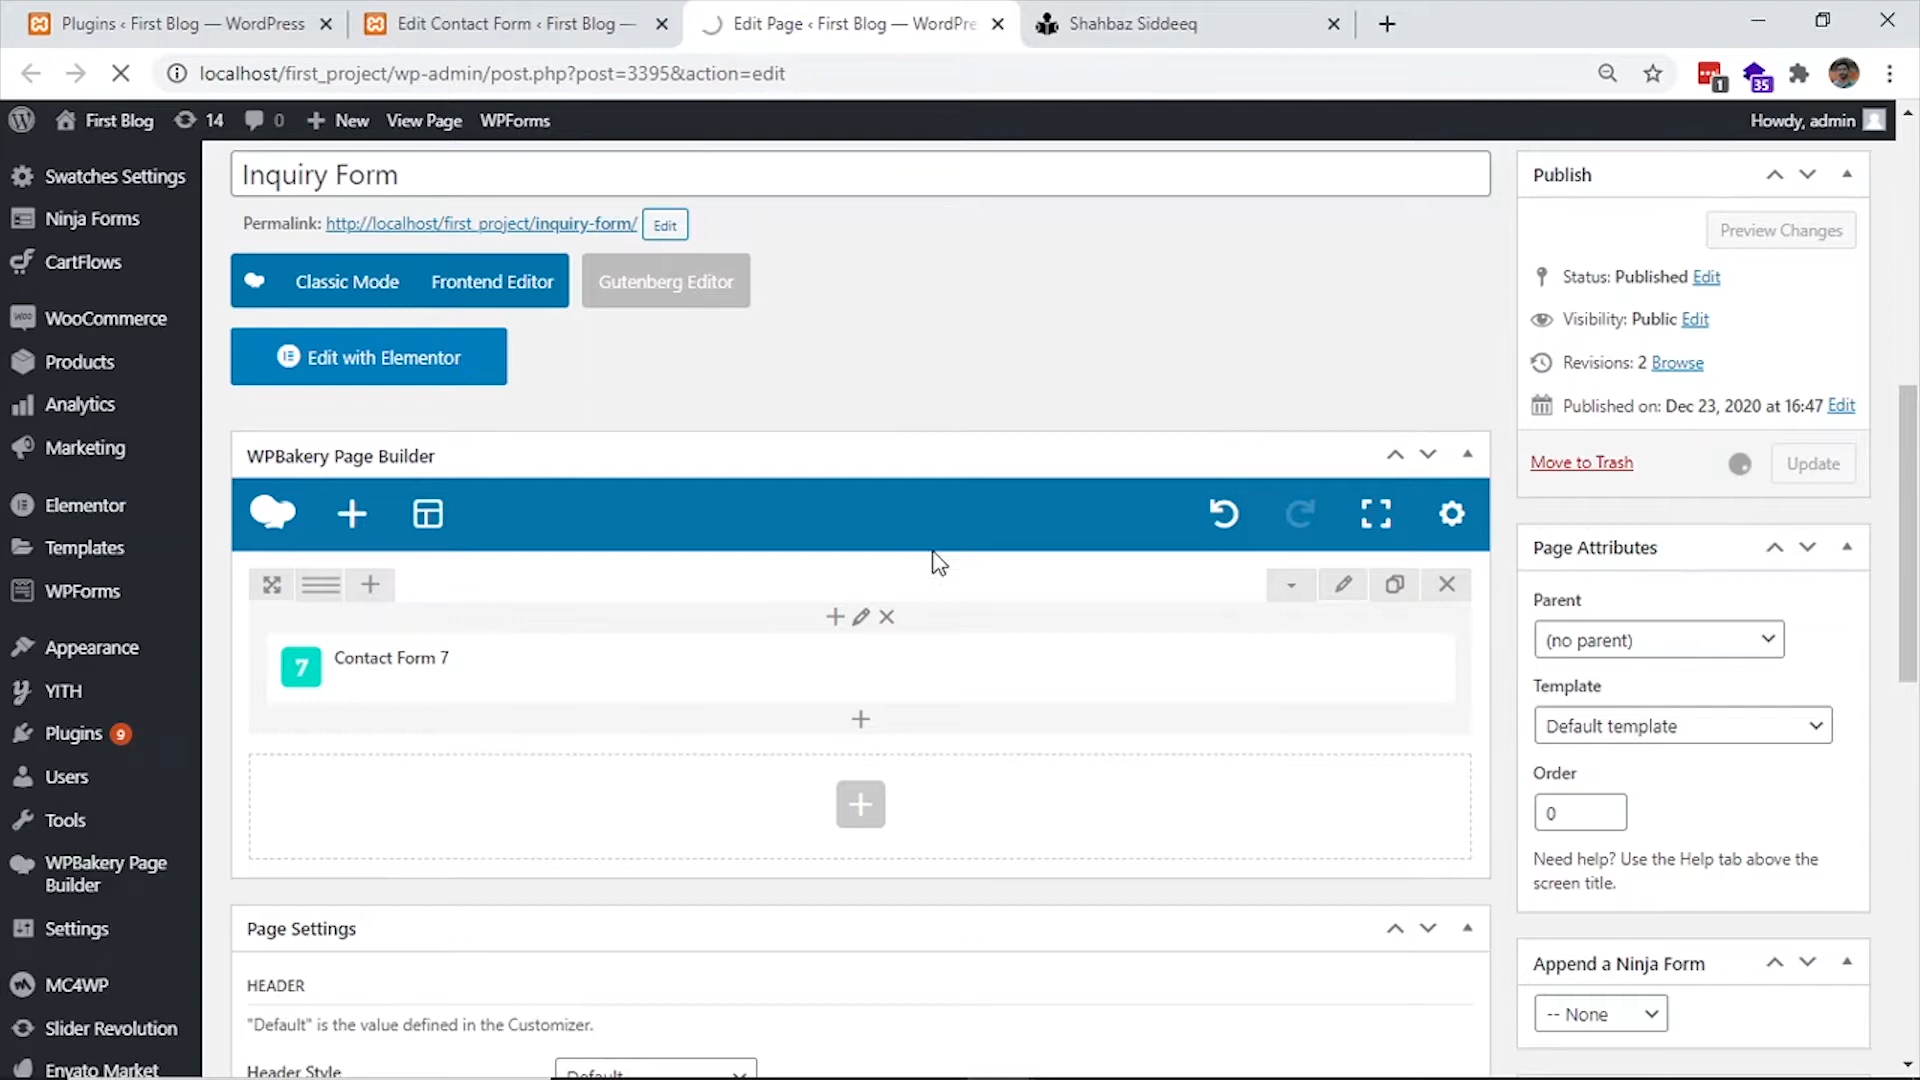 Plugins ‹ First Blog — WordPress
Edit Contact Form ‹ First Blog —
Edit Page ‹ First Blog — WordPre
Shahbaz Siddeeq
localhost/first_project/wp-admin/post.php?post=3395&action=edit
1
35
First Blog
14
0
New
View Page
WPForms
Howdy, admin
Swatches Settings
Ninja Forms
CartFlows
WooCommerce
Products
Analytics
Marketing
Elementor
Templates
WPForms
Appearance
YITH
Plugins 9
Users
Tools
WPBakery Page
Builder
Settings
MC4WP
Slider Revolution
Envato Market
Inquiry Form
Permalink: http://localhost/first_project/inquiry-form/ Edit
Classic Mode
Frontend Editor
Gutenberg Editor
Edit with Elementor
WPBakery Page Builder
7
Contact Form 7
Page Settings
HEADER
"Default" is the value defined in the Customizer.
Header Style
Default
Publish
Preview Changes
Status: Published Edit
Visibility: Public Edit
Revisions: 2 Browse
Published on: Dec 23, 2020 at 16:47 Edit
Move to Trash
Update
Page Attributes
Parent
(no parent)
Template
Default template
Order
0
Need help? Use the Help tab above the
screen title.
Append a Ninja Form
-- None